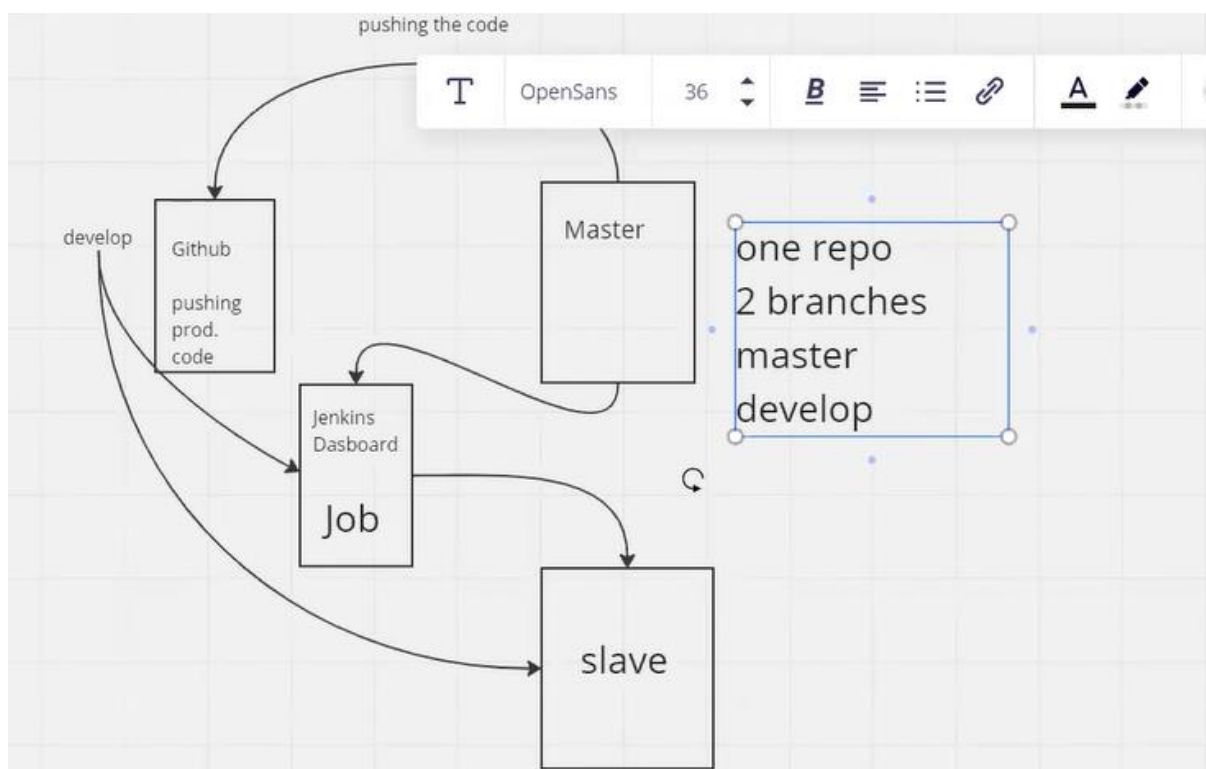 pushing the code
T
OpenSans
36
B
A
develop
Github
pushing
prod.
code
Master
one repo
2 branches
master
develop
Jenkins
Dasboard
Job
slave